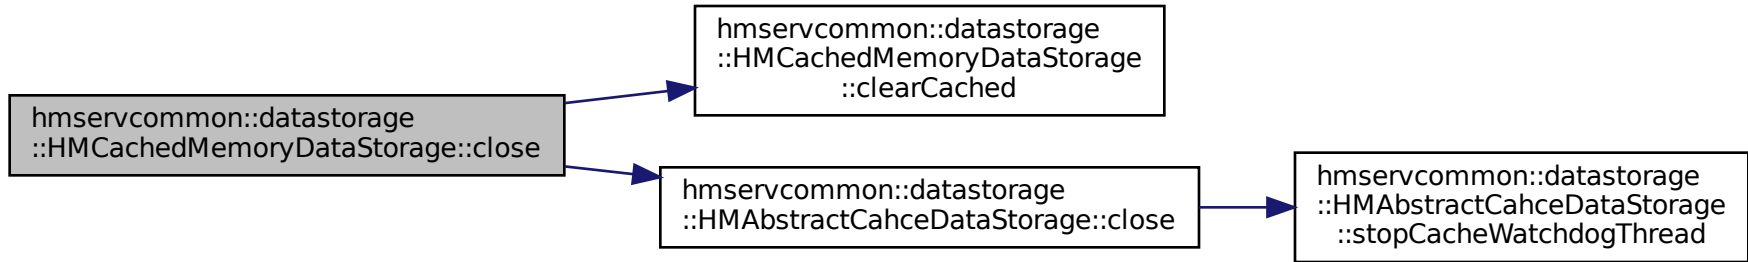 hmservcommon::datastorage
::HMCachedMemoryDataStorage::close
hmservcommon::datastorage
::HMCachedMemoryDataStorage
::clearCached
hmservcommon::datastorage
::HMAbstractCahceDataStorage::close
hmservcommon::datastorage
::HMAbstractCahceDataStorage
::stopCacheWatchdogThread